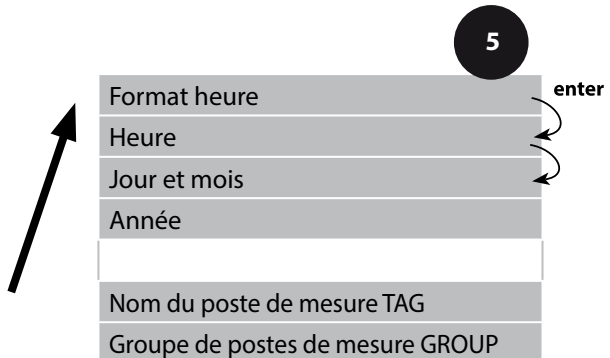 5
Format heure
enter
Heure
Jour et mois
Année
Nom du poste de mesure TAG
Groupe de postes de mesure GROUP